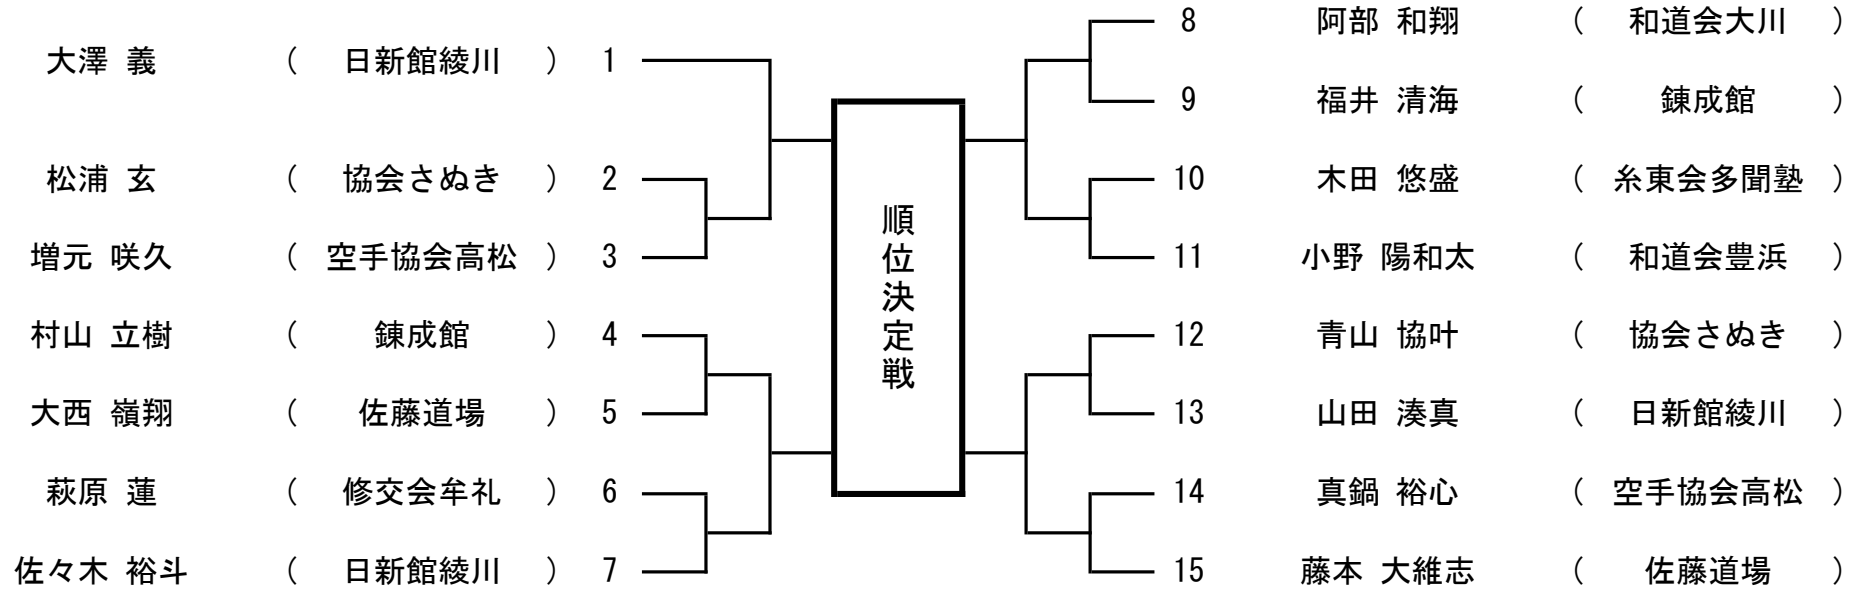 大澤 義 ( 日新館綾川 ) 1
松浦 玄 ( 協会さぬき ) 2
増元 咲久 ( 空手協会高松 ) 3
村山 立樹 ( 錬成館 ) 4
大西 嶺翔 ( 佐藤道場 ) 5
萩原 蓮 ( 修交会牟礼 ) 6
佐々木 裕斗 ( 日新館綾川 ) 7
順位決定戦
8 阿部 和翔 ( 和道会大川 )
9 福井 清海 ( 錬成館 )
10 木田 悠盛 ( 糸東会多聞塾 )
11 小野 陽和太 ( 和道会豊浜 )
12 青山 協叶 ( 協会さぬき )
13 山田 湊真 ( 日新館綾川 )
14 真鍋 裕心 ( 空手協会高松 )
15 藤本 大維志 ( 佐藤道場 )